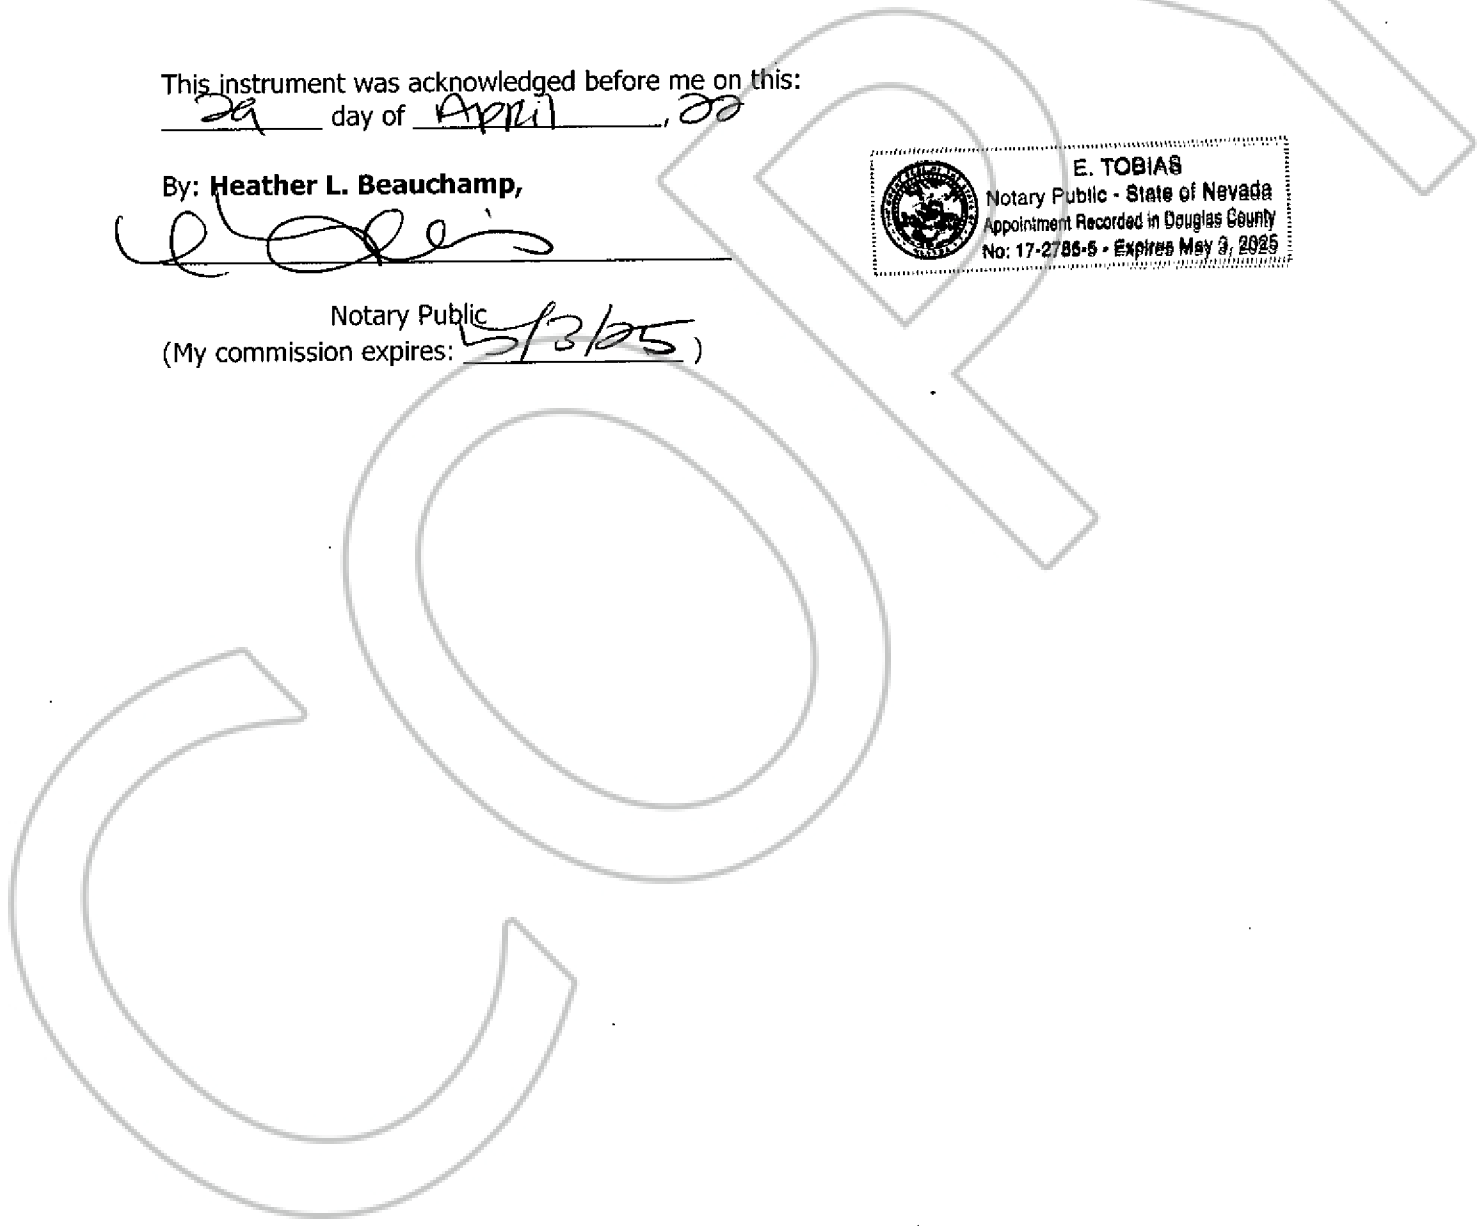 This instrument was acknowledged before me on this:
29 day of April, 22
By: Heather L. Beauchamp,
Notary Public
(My commission expires: 5/3/25)
E. TOBIAS
Notary Public - State of Nevada
Appointment Recorded in Douglas County
No: 17-2786-5 - Expires May 3, 2025
COPY